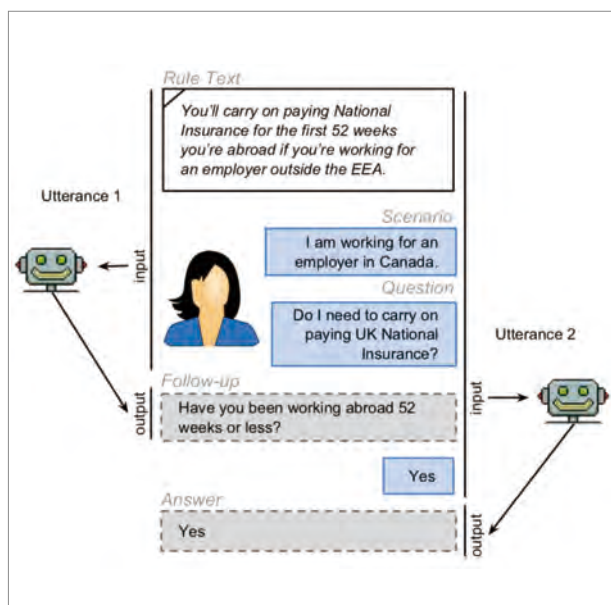 Rule Text
You'll carry on paying National
Insurance for the first 52 weeks
you're abroad if you're working for
an employer outside the EEA.
Utterance 1
Scenario
I am working for an
employer in Canada.
input
Question
Do I need to carry on
paying UK National
Insurance?
Utterance 2
Follow-up
Have you been working abroad 52
weeks or less?
output
input
Yes
Answer
Yes
output